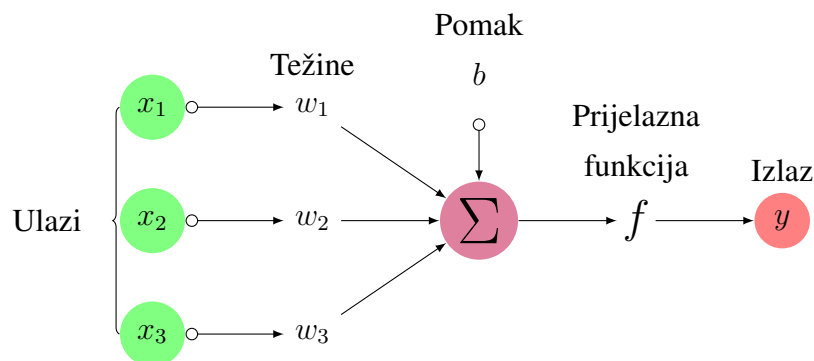 Pomak
b
Težine
x₁
w₁
Prijelazna
funkcija
Izlaz
Ulazi
x₂
w₂
∑
f
y
x₃
w₃